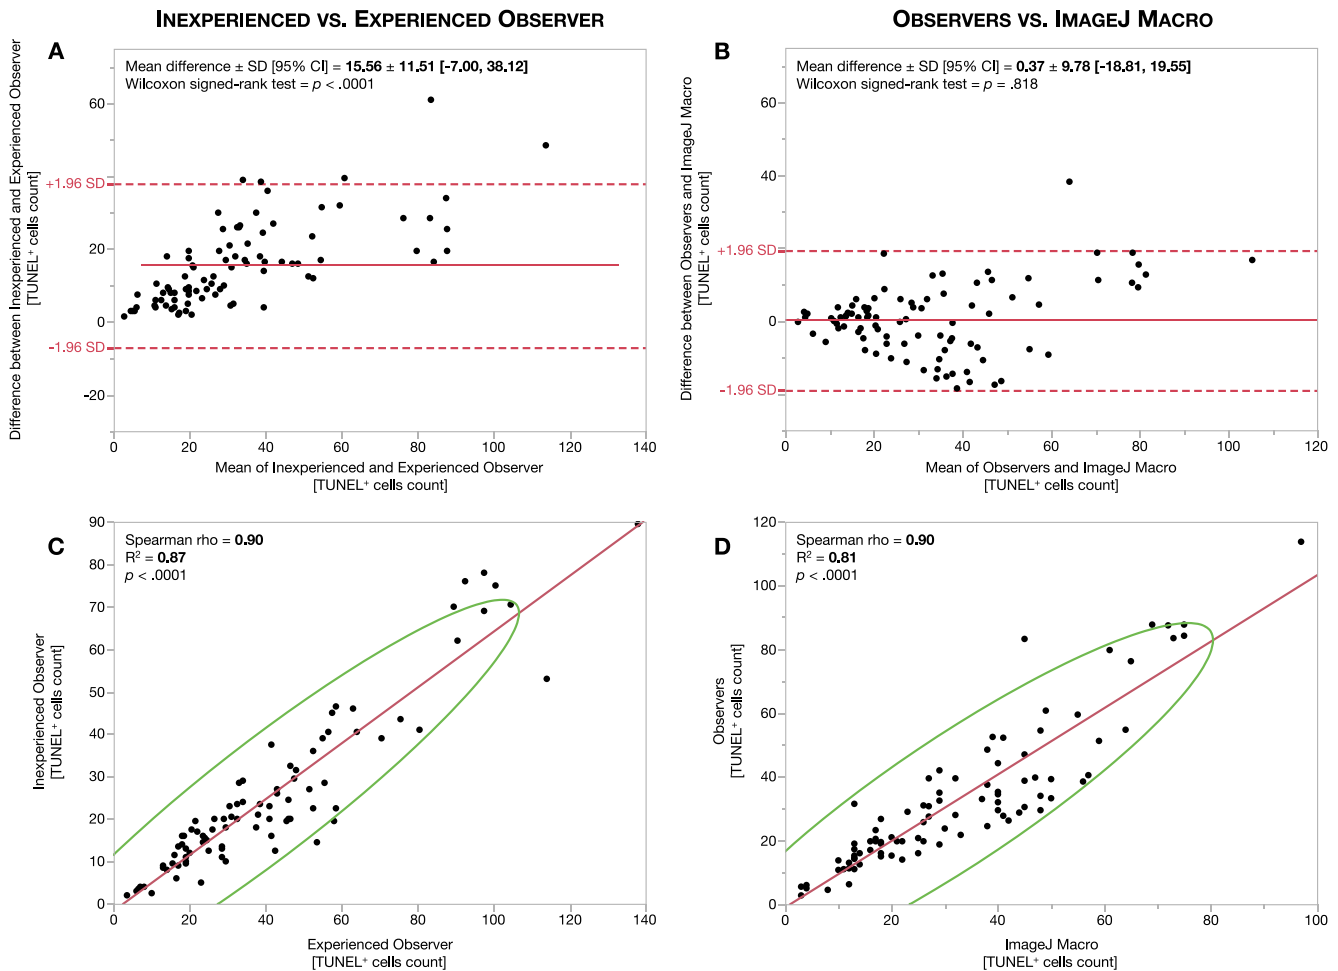 INEXPERIENCED VS. EXPERIENCED OBSERVER
OBSERVERS VS. IMAGEJ MACRO
A
Mean difference ± SD [95% CI] = 15.56 ± 11.51 [-7.00, 38.12]
Wilcoxon signed-rank test = p < .0001
Difference between Inexperienced and Experienced Observer
[TUNEL⁺ cells count]
60
+1.96 SD
20
0
-1.96 SD
-20
0 20 40 60 80 100 120 140
Mean of Inexperienced and Experienced Observer
[TUNEL⁺ cells count]
B
Mean difference ± SD [95% CI] = 0.37 ± 9.78 [-18.81, 19.55]
Wilcoxon signed-rank test = p = .818
Difference between Observers and ImageJ Macro
[TUNEL⁺ cells count]
60
40
+1.96 SD
0
-1.96 SD
0 20 40 60 80 100 120
Mean of Observers and ImageJ Macro
[TUNEL⁺ cells count]
C
Spearman rho = 0.90
R² = 0.87
p < .0001
Inexperienced Observer
[TUNEL⁺ cells count]
90
80
70
60
50
40
30
20
10
0
0 20 40 60 80 100 120 140
Experienced Observer
[TUNEL⁺ cells count]
D
Spearman rho = 0.90
R² = 0.81
p < .0001
Observers
[TUNEL⁺ cells count]
120
100
80
60
40
20
0
0 20 40 60 80 100
ImageJ Macro
[TUNEL⁺ cells count]